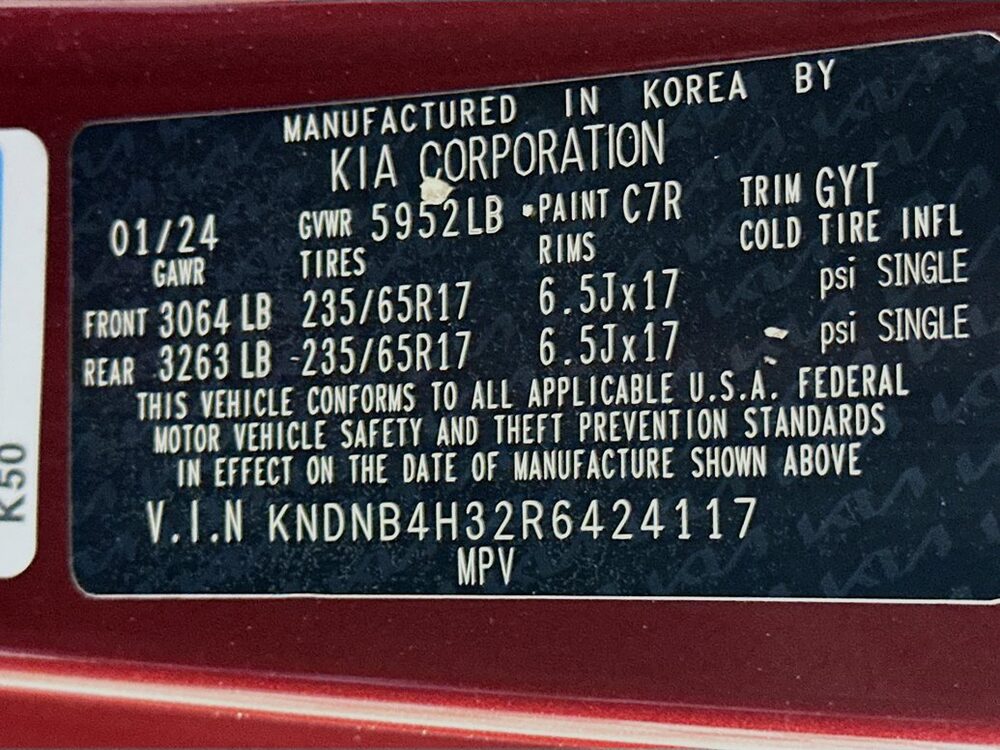 MANUFACTURED IN KOREA BY
KIA CORPORATION
01/24 GVWR 5952LB PAINT C7R TRIM GYT
GAWR TIRES RIMS COLD TIRE INFL
FRONT 3064 LB 235/65R17 6.5Jx17 psi SINGLE
REAR 3263 LB 235/65R17 6.5Jx17 psi SINGLE
THIS VEHICLE CONFORMS TO ALL APPLICABLE U.S.A. FEDERAL
MOTOR VEHICLE SAFETY AND THEFT PREVENTION STANDARDS
IN EFFECT ON THE DATE OF MANUFACTURE SHOWN ABOVE
V.I.N KNDNB4H32R6424117
MPV
K50